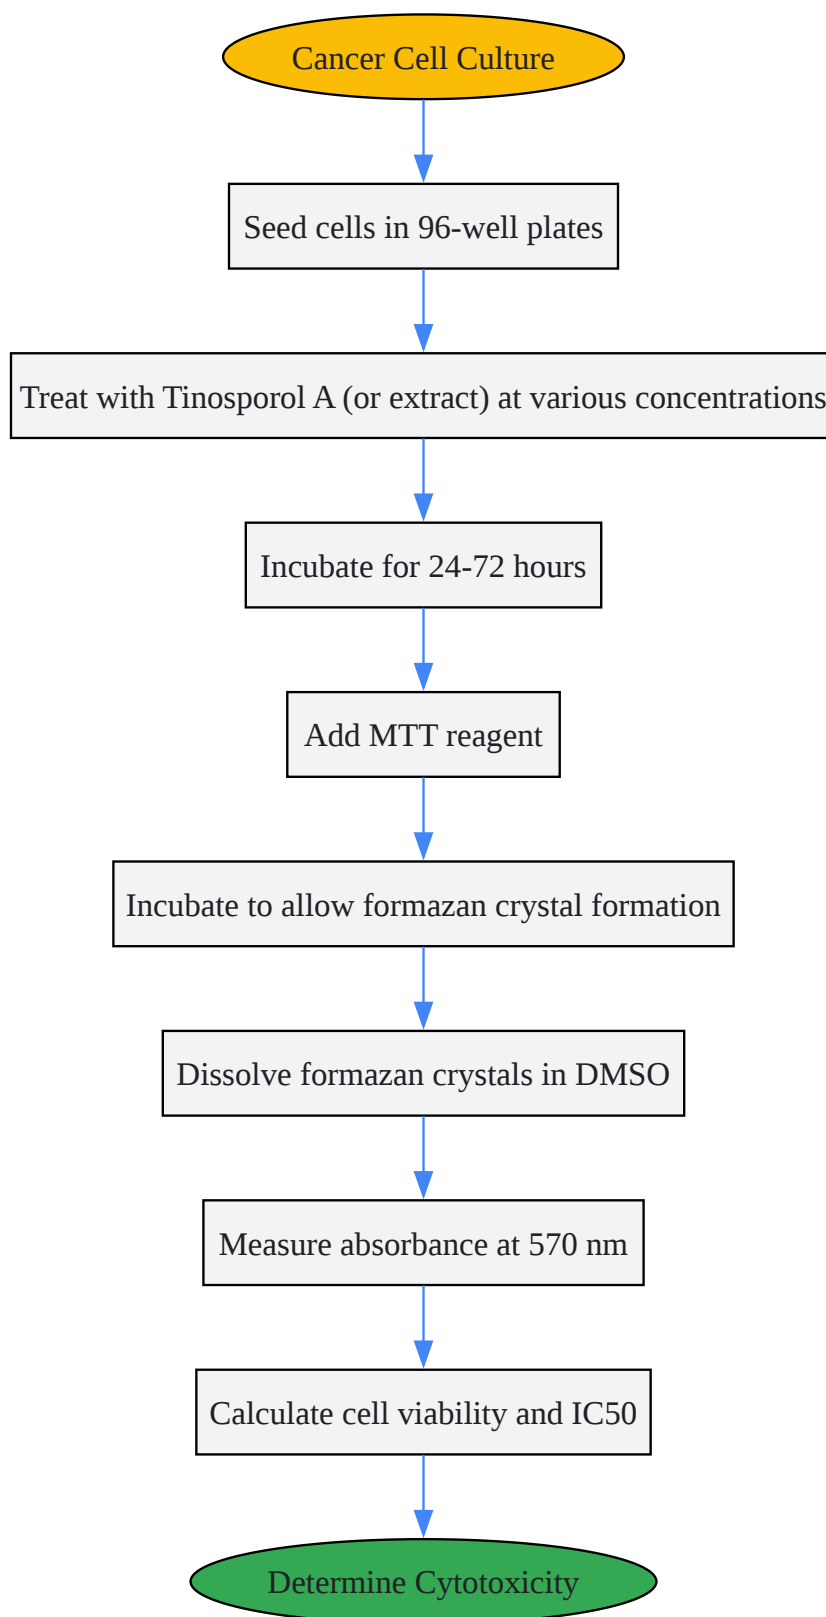 Cancer Cell Culture
Seed cells in 96-well plates
Treat with Tinosporol A (or extract) at various concentrations
Incubate for 24-72 hours
Add MTT reagent
Incubate to allow formazan crystal formation
Dissolve formazan crystals in DMSO
Measure absorbance at 570 nm
Calculate cell viability and IC50
Determine Cytotoxicity